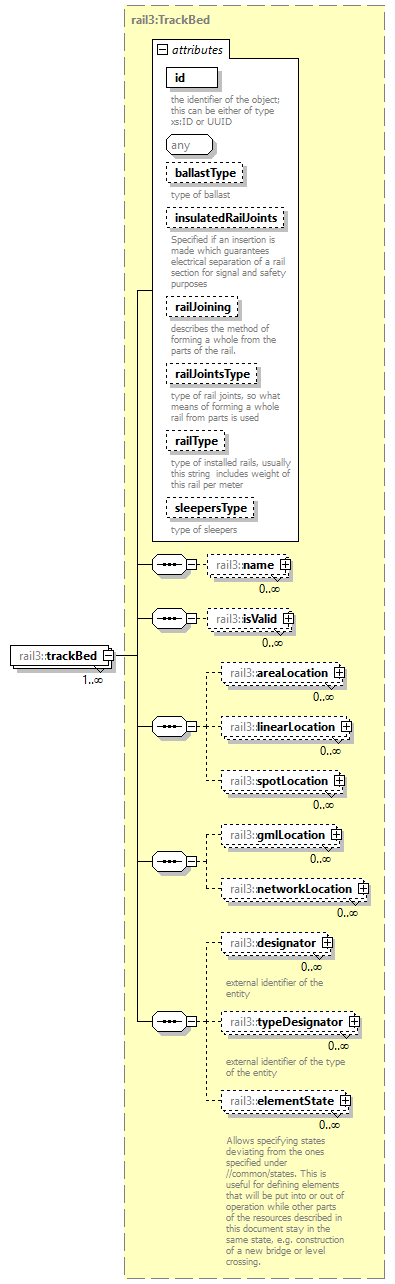 rail3:TrackBed
attributes
id
the identifier of the object;
this can be either of type
xs:ID or UUID
any
ballastType
type of ballast
insulatedRailJoints
Specified if an insertion is
made which guarantees
electrical separation of a rail
section for signal and safety
purposes
railJoining
describes the method of
forming a whole from the
parts of the rail.
railJointsType
type of rail joints, so what
means of forming a whole
rail from parts is used
railType
type of installed rails, usually
this string includes weight of
this rail per meter
sleepersType
type of sleepers
rail3::name
0..∞
rail3::isValid
0..∞
rail3::trackBed
1..∞
rail3::areaLocation
0..∞
rail3::linearLocation
0..∞
rail3::spotLocation
0..∞
rail3::gmlLocation
0..∞
rail3::networkLocation
0..∞
rail3::designator
0..∞
external identifier of the
entity
rail3::typeDesignator
0..∞
external identifier of the type
of the entity
rail3::elementState
0..∞
Allows specifying states
deviating from the ones
specified under
//common/states. This is
useful for defining elements
that will be put into or out of
operation while other parts
of the resources described in
this document stay in the
same state, e.g. construction
of a new bridge or level
crossing.